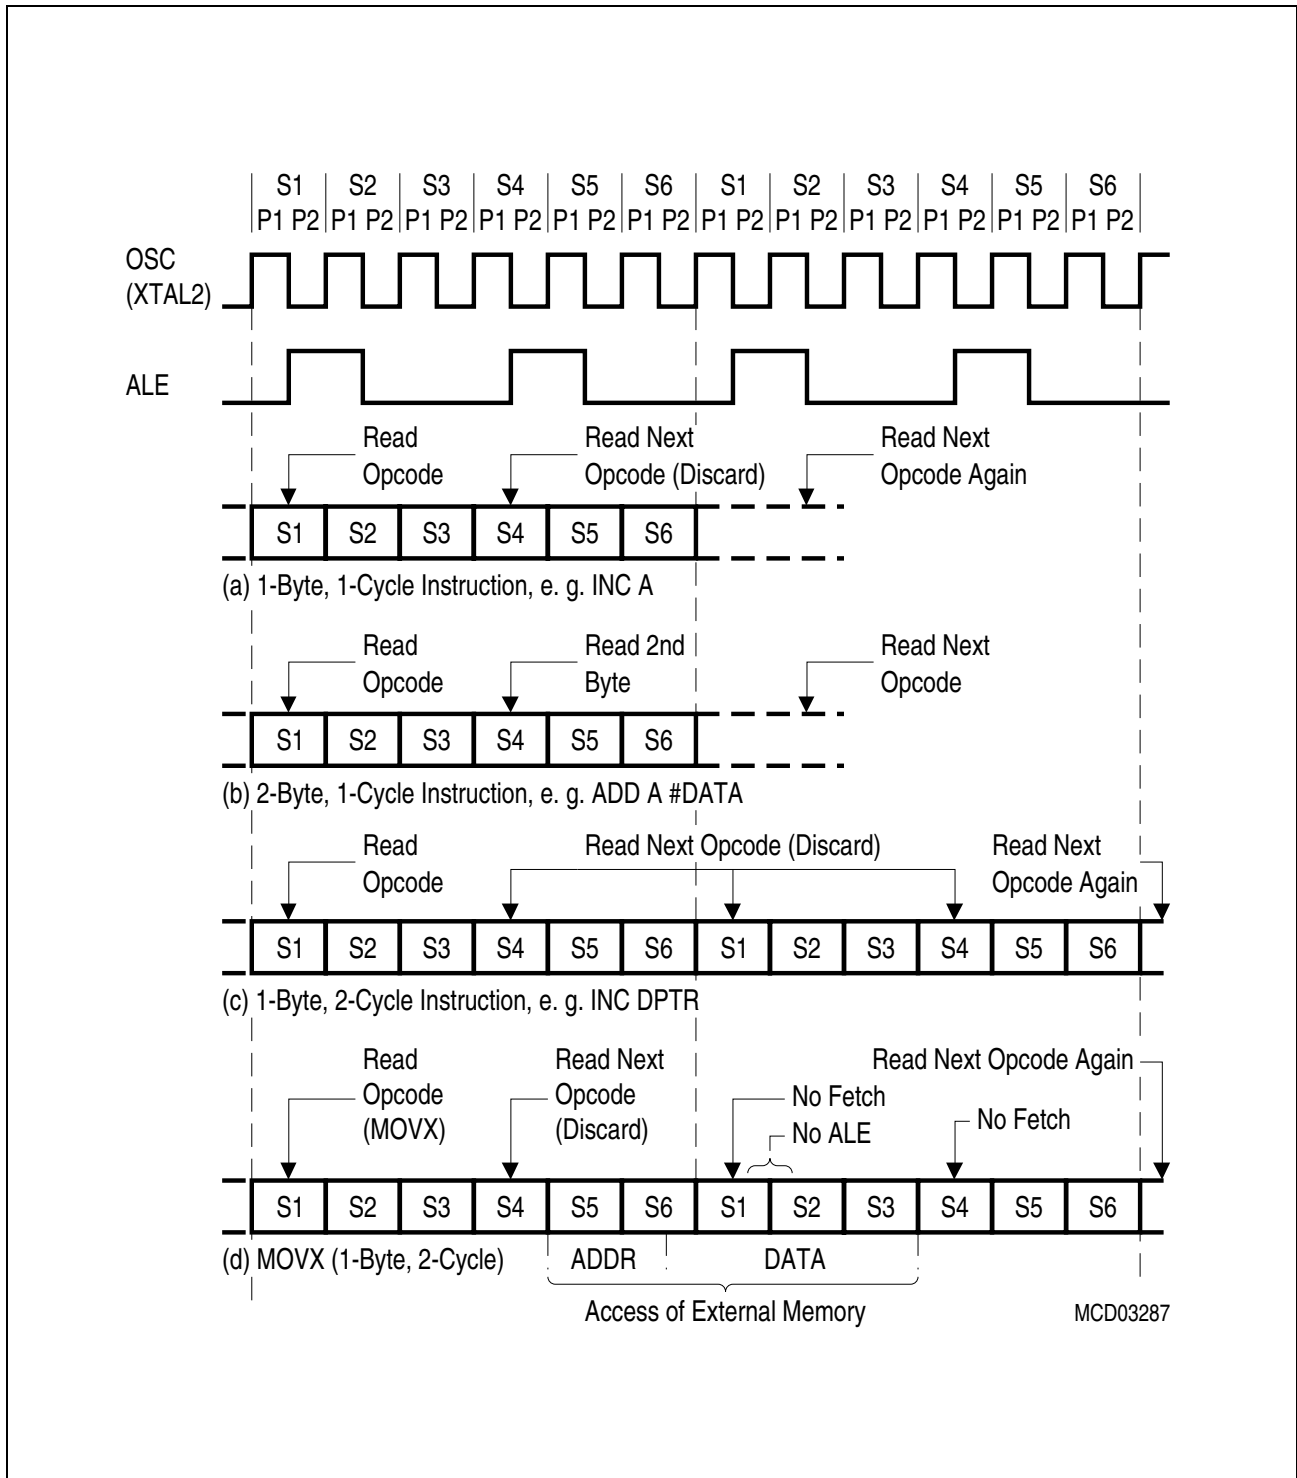 S1 S2 S3 S4 S5 S6 S1 S2 S3 S4 S5 S6
P1 P2 P1 P2 P1 P2 P1 P2 P1 P2 P1 P2 P1 P2 P1 P2 P1 P2 P1 P2 P1 P2 P1 P2
OSC
(XTAL2)
ALE
Read
Opcode
Read Next
Opcode (Discard)
Read Next
Opcode Again
S1 S2 S3 S4 S5 S6
(a) 1-Byte, 1-Cycle Instruction, e. g. INC A
Read
Opcode
Read 2nd
Byte
Read Next
Opcode
S1 S2 S3 S4 S5 S6
(b) 2-Byte, 1-Cycle Instruction, e. g. ADD A #DATA
Read
Opcode
Read Next Opcode (Discard)
Read Next
Opcode Again
S1 S2 S3 S4 S5 S6 S1 S2 S3 S4 S5 S6
(c) 1-Byte, 2-Cycle Instruction, e. g. INC DPTR
Read
Opcode
(MOVX)
Read Next
Opcode
(Discard)
Read Next Opcode Again
No Fetch
No ALE
No Fetch
S1 S2 S3 S4 S5 S6 S1 S2 S3 S4 S5 S6
(d) MOVX (1-Byte, 2-Cycle)
ADDR
DATA
Access of External Memory
MCD03287